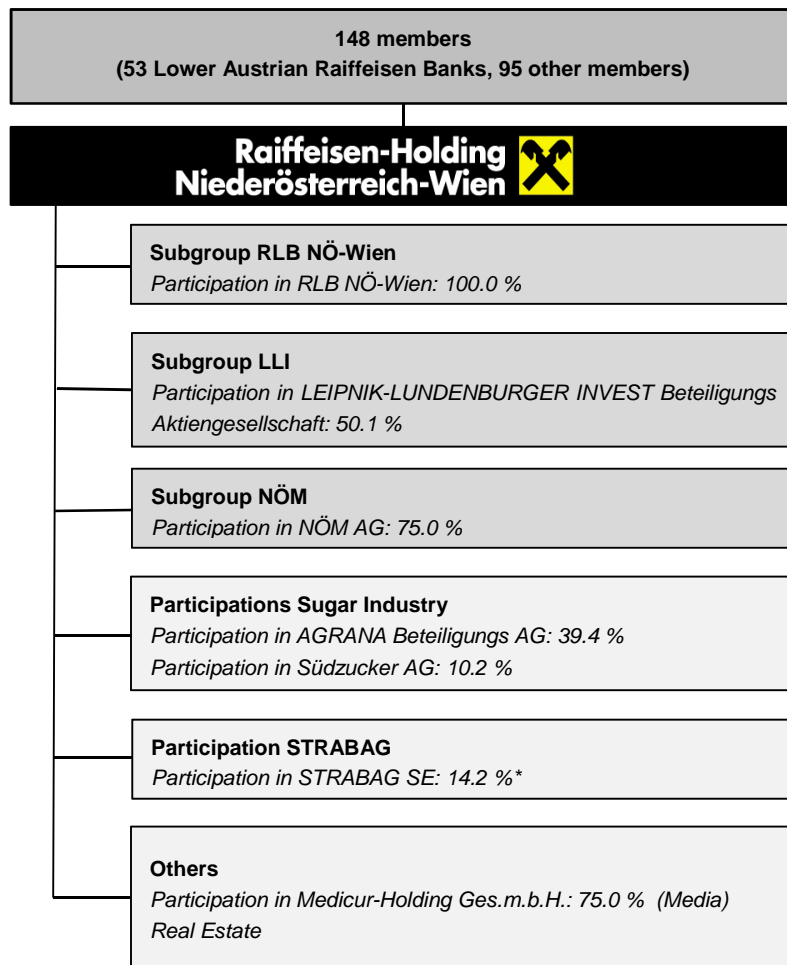 148 members
(53 Lower Austrian Raiffeisen Banks, 95 other members)
Raiffeisen-Holding
Niederösterreich-Wien
Subgroup RLB NÖ-Wien
Participation in RLB NÖ-Wien: 100.0 %
Subgroup LLI
Participation in LEIPNIK-LUNDENBURGER INVEST Beteiligungs
Aktiengesellschaft: 50.1 %
Subgroup NÖM
Participation in NÖM AG: 75.0 %
Participations Sugar Industry
Participation in AGRANA Beteiligungs AG: 39.4 %
Participation in Südzucker AG: 10.2 %
Participation STRABAG
Participation in STRABAG SE: 14.2 %*
Others
Participation in Medicur-Holding Ges.m.b.H.: 75.0 % (Media)
Real Estate